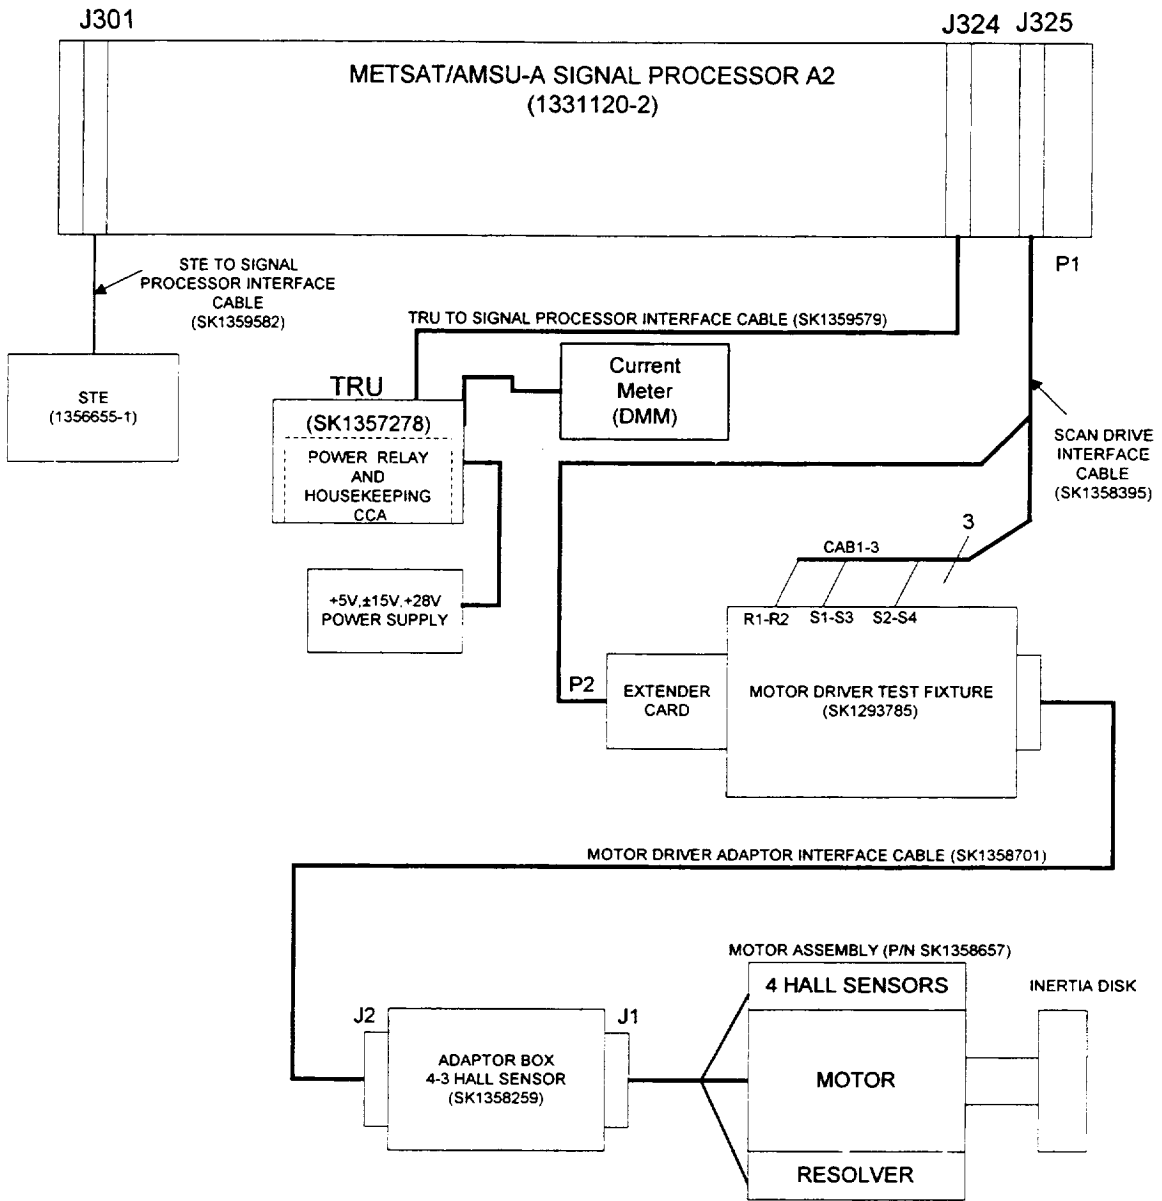 J301
J324
J325
METSAT/AMSU-A SIGNAL PROCESSOR A2
(1331120-2)
P1
STE TO SIGNAL
PROCESSOR INTERFACE
CABLE
(SK1359582)
TRU TO SIGNAL PROCESSOR INTERFACE CABLE (SK1359579)
STE
(1356655-1)
TRU
(SK1357278)
POWER RELAY
AND
HOUSEKEEPING
CCA
Current
Meter
(DMM)
SCAN DRIVE
INTERFACE
CABLE
(SK1358395)
3
CAB1-3
+5V,±15V,+28V
POWER SUPPLY
R1-R2
S1-S3
S2-S4
P2
EXTENDER
CARD
MOTOR DRIVER TEST FIXTURE
(SK1293785)
MOTOR DRIVER ADAPTOR INTERFACE CABLE (SK1358701)
MOTOR ASSEMBLY (P/N SK1358657)
4 HALL SENSORS
INERTIA DISK
J2
J1
ADAPTOR BOX
4-3 HALL SENSOR
(SK1358259)
MOTOR
RESOLVER